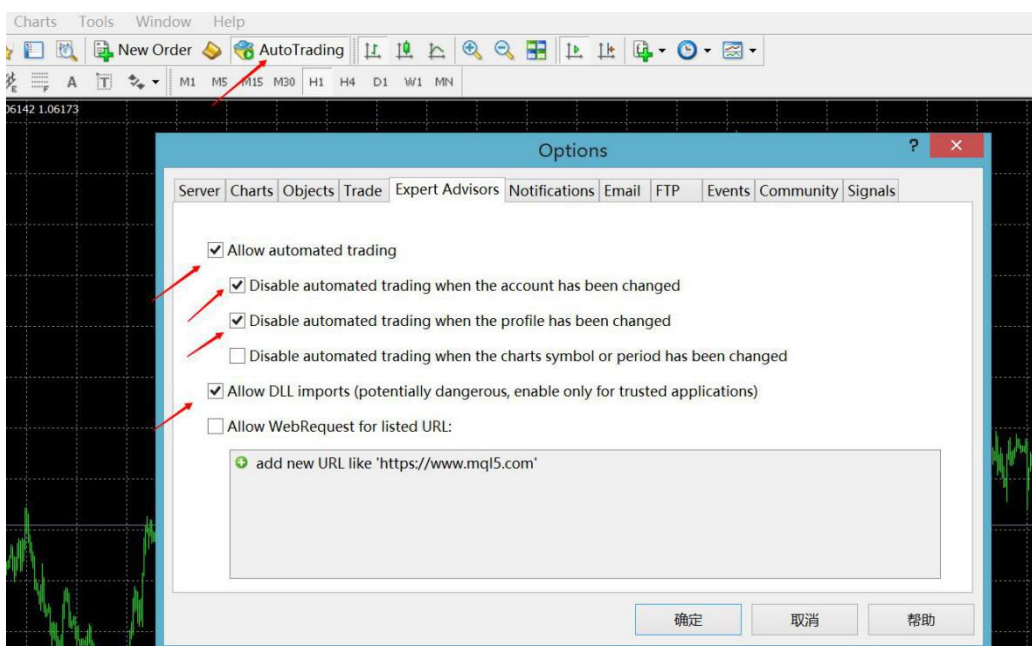 Charts Tools Window Help
New Order AutoTrading
E F A T M1 M5 M15 M30 H1 H4 D1 W1 MN
06142 1.06173
Options ?
Server Charts Objects Trade Expert Advisors Notifications Email FTP Events Community Signals
Allow automated trading
Disable automated trading when the account has been changed
Disable automated trading when the profile has been changed
Disable automated trading when the charts symbol or period has been changed
Allow DLL imports (potentially dangerous, enable only for trusted applications)
Allow WebRequest for listed URL:
add new URL like 'https://www.mql5.com'
确定 取消 帮助